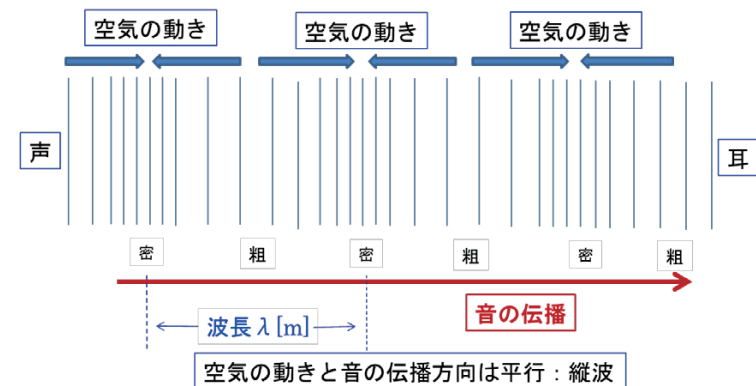 空気の動き
空気の動き
空気の動き
声
耳
密
粗
密
粗
密
粗
音の伝播
波長λ[m]
空気の動きと音の伝播方向は平行：縦波